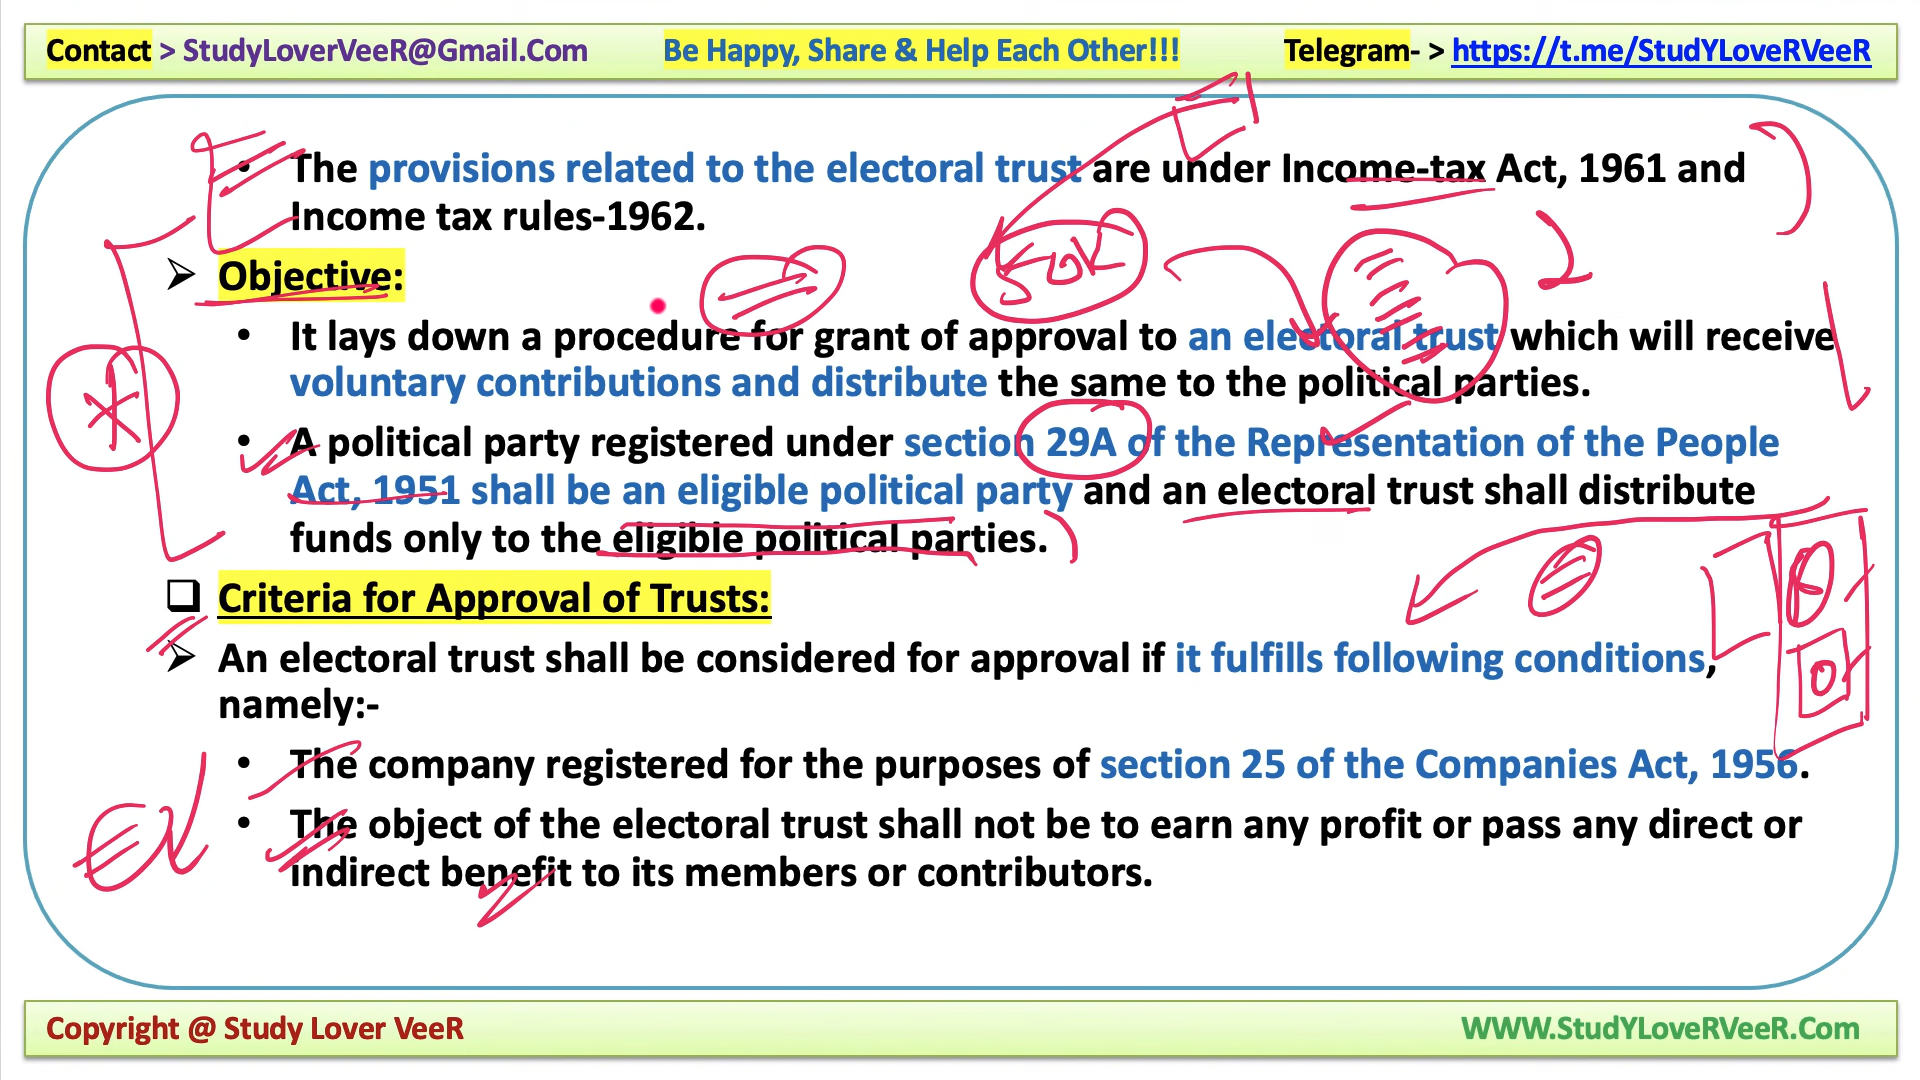 Contact > StudyLoverVeeR@Gmail.Com Be Happy, Share & Help Each Other!!! Telegram- > https://t.me/StudYLoveRVeeR
• The provisions related to the electoral trust are under Income-tax Act, 1961 and
Income tax rules-1962.
➢ Objective:
• It lays down a procedure for grant of approval to an electoral trust which will receive
voluntary contributions and distribute the same to the political parties.
• A political party registered under section 29A of the Representation of the People
Act, 1951 shall be an eligible political party and an electoral trust shall distribute
funds only to the eligible political parties.
❑ Criteria for Approval of Trusts:
➢ An electoral trust shall be considered for approval if it fulfills following conditions,
namely:-
• The company registered for the purposes of section 25 of the Companies Act, 1956.
• The object of the electoral trust shall not be to earn any profit or pass any direct or
indirect benefit to its members or contributors.
Copyright @ Study Lover VeeR WWW.StudYLoveRVeeR.Com